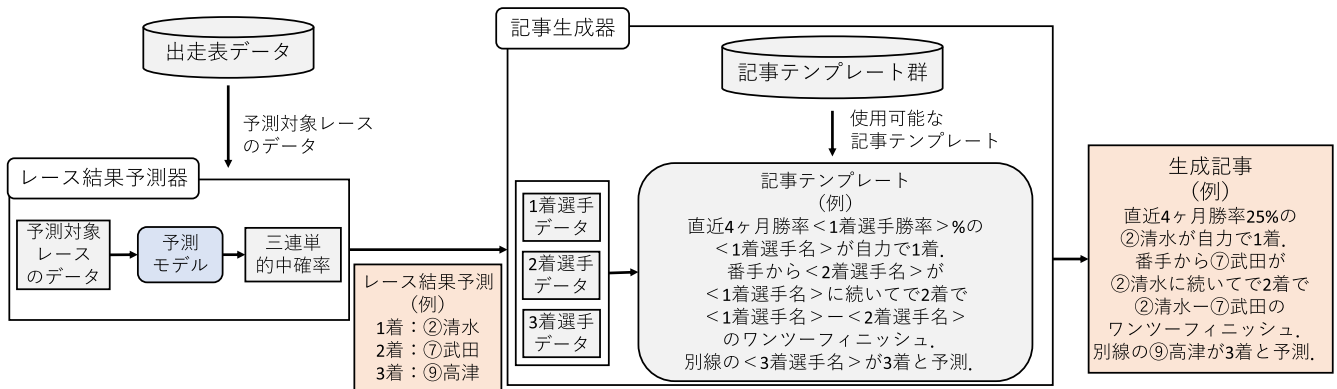 出走表データ
予測対象レース
のデータ
レース結果予測器
予測対象
レース
のデータ
予測
モデル
三連単
的中確率
レース結果予測
（例）
1着：②清水
2着：⑦武田
3着：⑨高津
記事生成器
記事テンプレート群
使用可能な
記事テンプレート
1着選手
データ
2着選手
データ
3着選手
データ
記事テンプレート
（例）
直近4ヶ月勝率＜1着選手勝率＞%の
＜1着選手名＞が自力で1着．
番手から＜2着選手名＞が
＜1着選手名＞に続いてで2着で
＜1着選手名＞ー＜2着選手名＞
のワンツーフィニッシュ．
別線の＜3着選手名＞が3着と予測．
生成記事
（例）
直近4ヶ月勝率25%の
②清水が自力で1着．
番手から⑦武田が
②清水に続いてで2着で
②清水ー⑦武田の
ワンツーフィニッシュ．
別線の⑨高津が3着と予測．